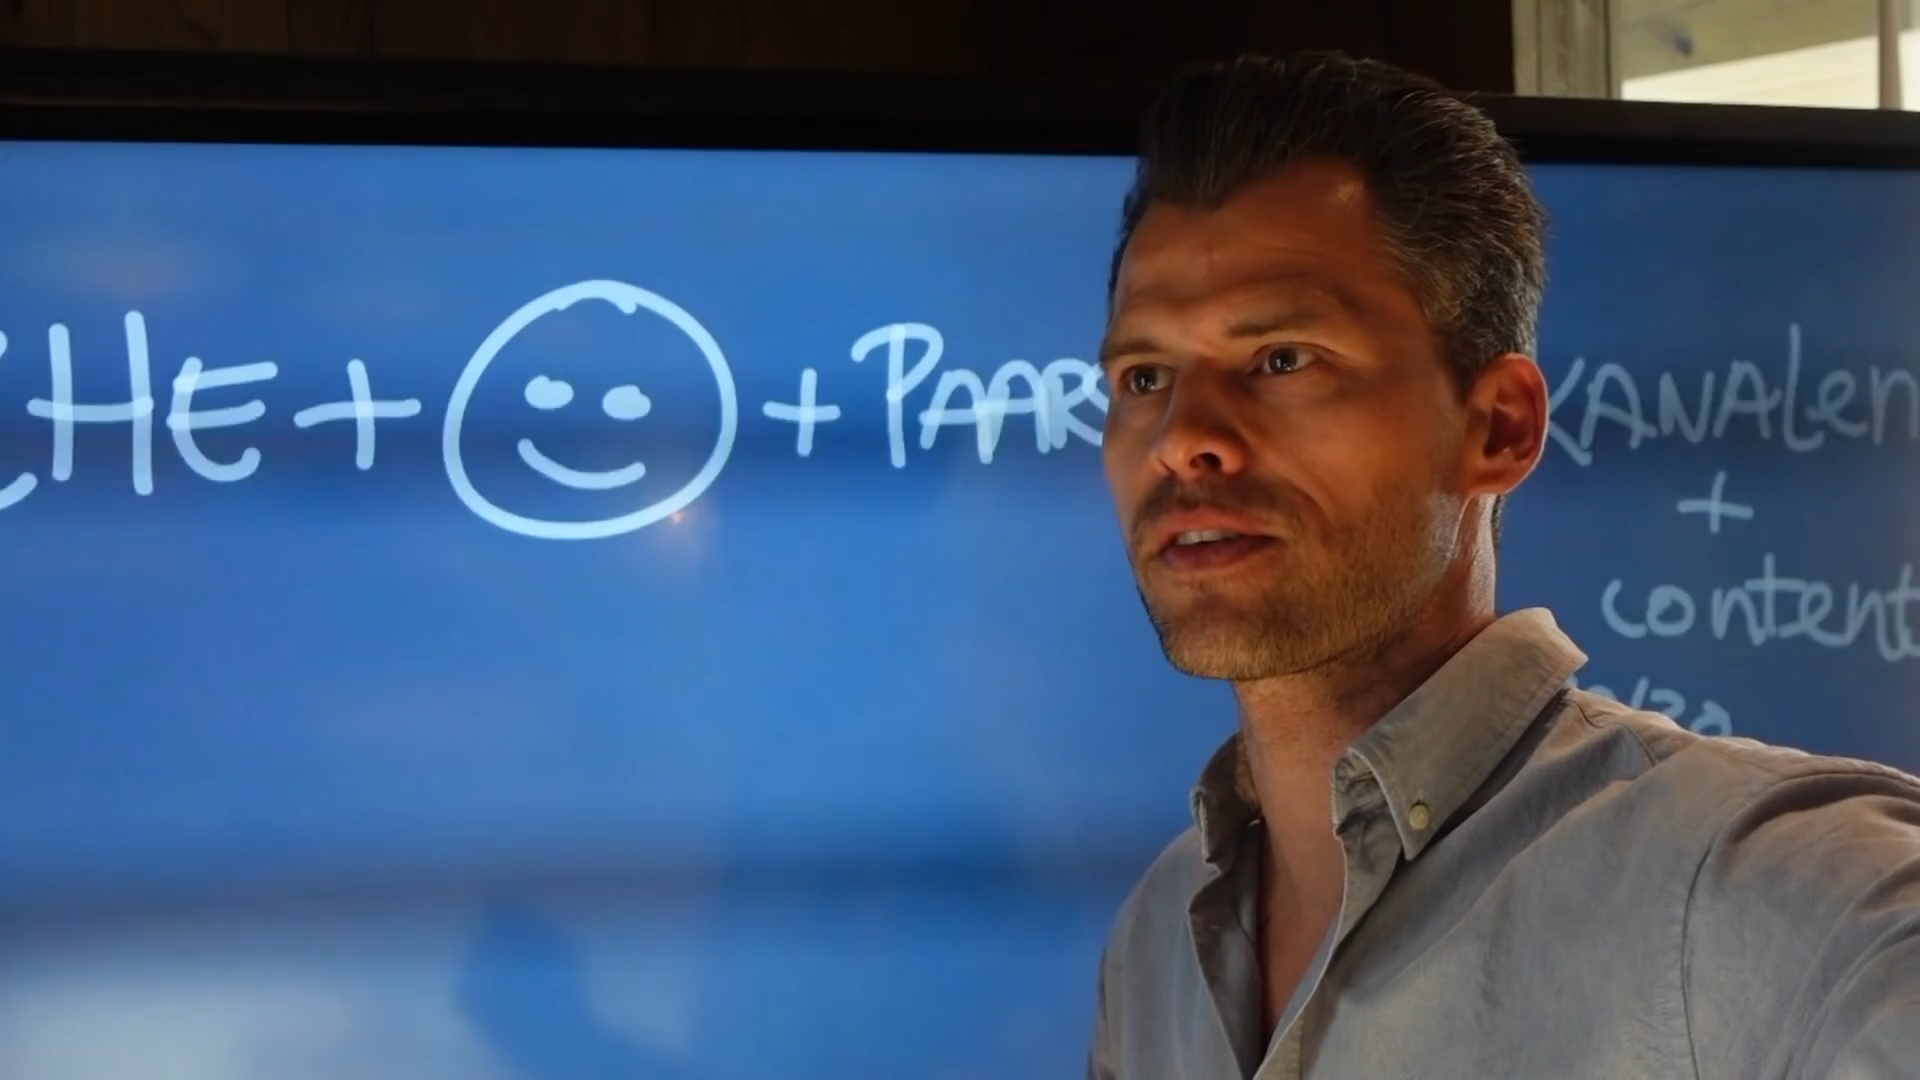 CHE + + PAARS
KANALen
+
content